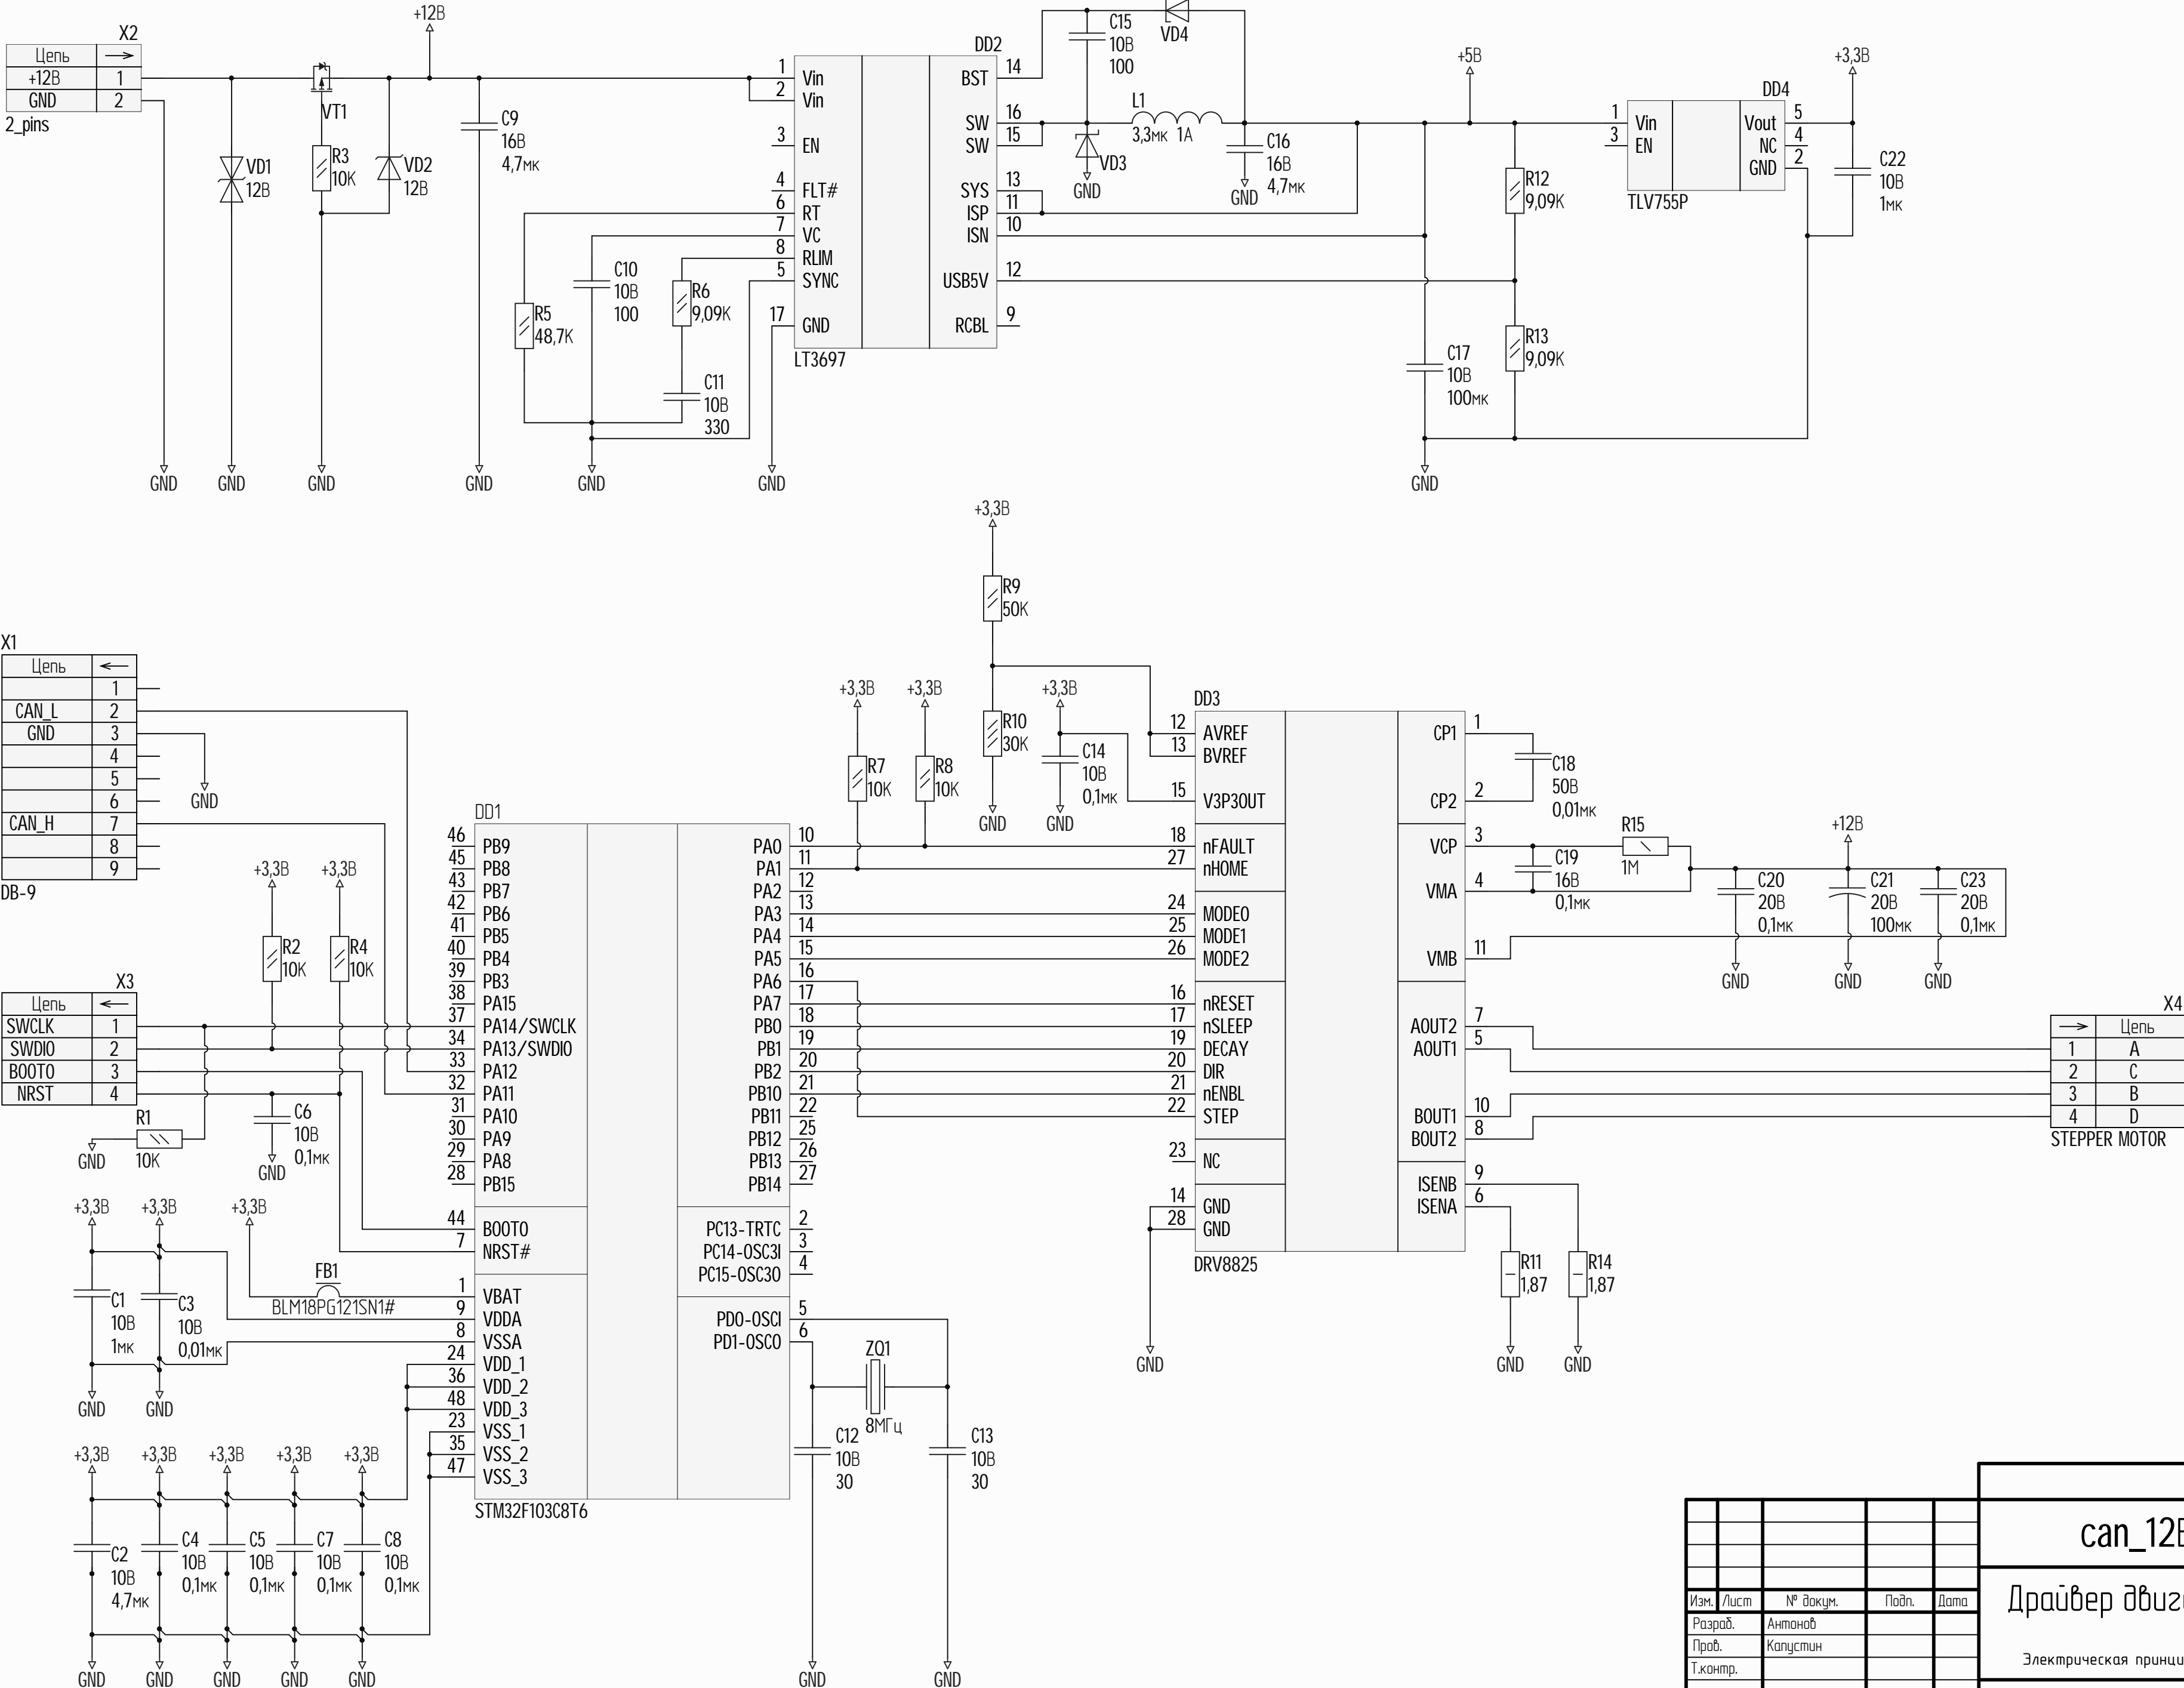 X2
Цепь
+12В 1
GND 2
2_pins
+12В
VT1
VD1
12В
R3
10К
VD2
12В
C9
16В
4,7мк
R5
48,7К
C10
10В
100
R6
9,09К
C11
10В
330
GND
GND
GND
GND
GND
GND
DD2
1 Vin
2 Vin
3 EN
4 FLT#
6 RT
7 VC
8 RLIM
5 SYNC
17 GND
BST 14
SW 16
SW 15
SYS 13
ISP 11
ISN 10
USB5V 12
RCBL 9
LT3697
C15
10В
100
VD4
L1
3,3мк 1А
VD3
GND
C16
16В
4,7мк
GND
+5В
R12
9,09К
R13
9,09К
C17
10В
100мк
GND
DD4
1 Vin
3 EN
Vout 5
NC 4
GND 2
TLV755P
+3,3В
C22
10В
1мк
X1
Цепь
1
CAN_L 2
GND 3
4
5
6
CAN_H 7
8
9
DB-9
GND
+3,3В
+3,3В
R2
10К
R4
10К
X3
Цепь
SWCLK 1
SWDIO 2
BOOT0 3
NRST 4
R1
10К
GND
C6
10В
0,1мк
GND
+3,3В
+3,3В
+3,3В
FB1
BLM18PG121SN1#
C1
10В
1мк
C3
10В
0,01мк
GND
GND
+3,3В
+3,3В
+3,3В
+3,3В
+3,3В
C2
10В
4,7мк
C4
10В
0,1мк
C5
10В
0,1мк
C7
10В
0,1мк
C8
10В
0,1мк
GND
GND
GND
GND
GND
DD1
46 PB9
45 PB8
43 PB7
42 PB6
41 PB5
40 PB4
39 PB3
38 PA15
37 PA14/SWCLK
34 PA13/SWDIO
33 PA12
32 PA11
31 PA10
30 PA9
29 PA8
28 PB15
44 BOOT0
7 NRST#
1 VBAT
9 VDDA
8 VSSA
24 VDD_1
36 VDD_2
48 VDD_3
23 VSS_1
35 VSS_2
47 VSS_3
PA0 10
PA1 11
PA2 12
PA3 13
PA4 14
PA5 15
PA6 16
PA7 17
PB0 18
PB1 19
PB2 20
PB10 21
PB11 22
PB12 25
PB13 26
PB14 27
PC13-TRTC 2
PC14-OSC3I 3
PC15-OSC3O 4
PD0-OSCI 5
PD1-OSCO 6
STM32F103C8T6
ZQ1
8МГц
C12
10В
30
C13
10В
30
GND
GND
+3,3В
R9
50К
+3,3В
+3,3В
+3,3В
R7
10К
R8
10К
R10
30К
C14
10В
0,1мк
GND
GND
DD3
12 AVREF
13 BVREF
15 V3P3OUT
18 nFAULT
27 nHOME
24 MODE0
25 MODE1
26 MODE2
16 nRESET
17 nSLEEP
19 DECAY
20 DIR
21 nENBL
22 STEP
23 NC
14 GND
28 GND
CP1 1
CP2 2
VCP 3
VMA 4
VMB 11
AOUT2 7
AOUT1 5
BOUT1 10
BOUT2 8
ISENB 9
ISENA 6
DRV8825
GND
C18
50В
0,01мк
R15
1М
C19
16В
0,1мк
+12В
C20
20В
0,1мк
C21
20В
100мк
C23
20В
0,1мк
GND
GND
GND
R11
1,87
R14
1,87
GND
GND
X4
Цепь
1 A
2 C
3 B
4 D
STEPPER MOTOR
can_12В
Изм. Лист № докум. Подп. Дата
Разраб. Антонов
Пров. Капустин
Т.контр.
Драйвер двиг
Электрическая принци